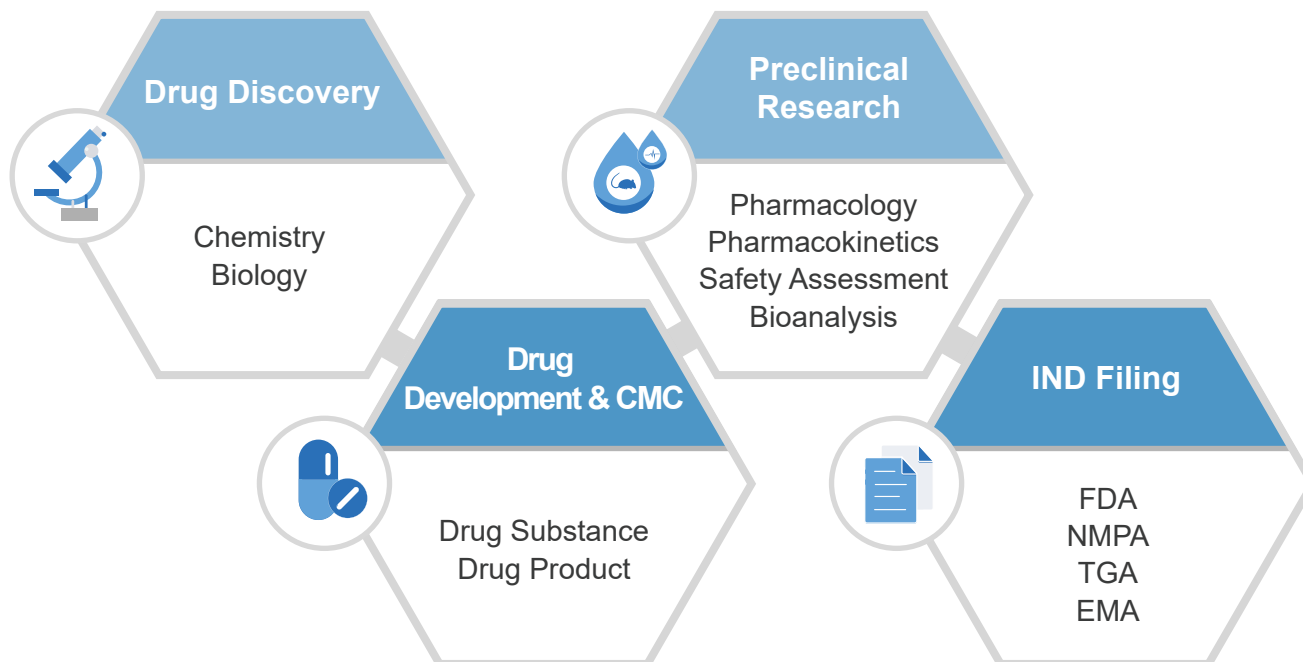 Drug Discovery
Chemistry
Biology
Drug
Development & CMC
Drug Substance
Drug Product
Preclinical
Research
Pharmacology
Pharmacokinetics
Safety Assessment
Bioanalysis
IND Filing
FDA
NMPA
TGA
EMA